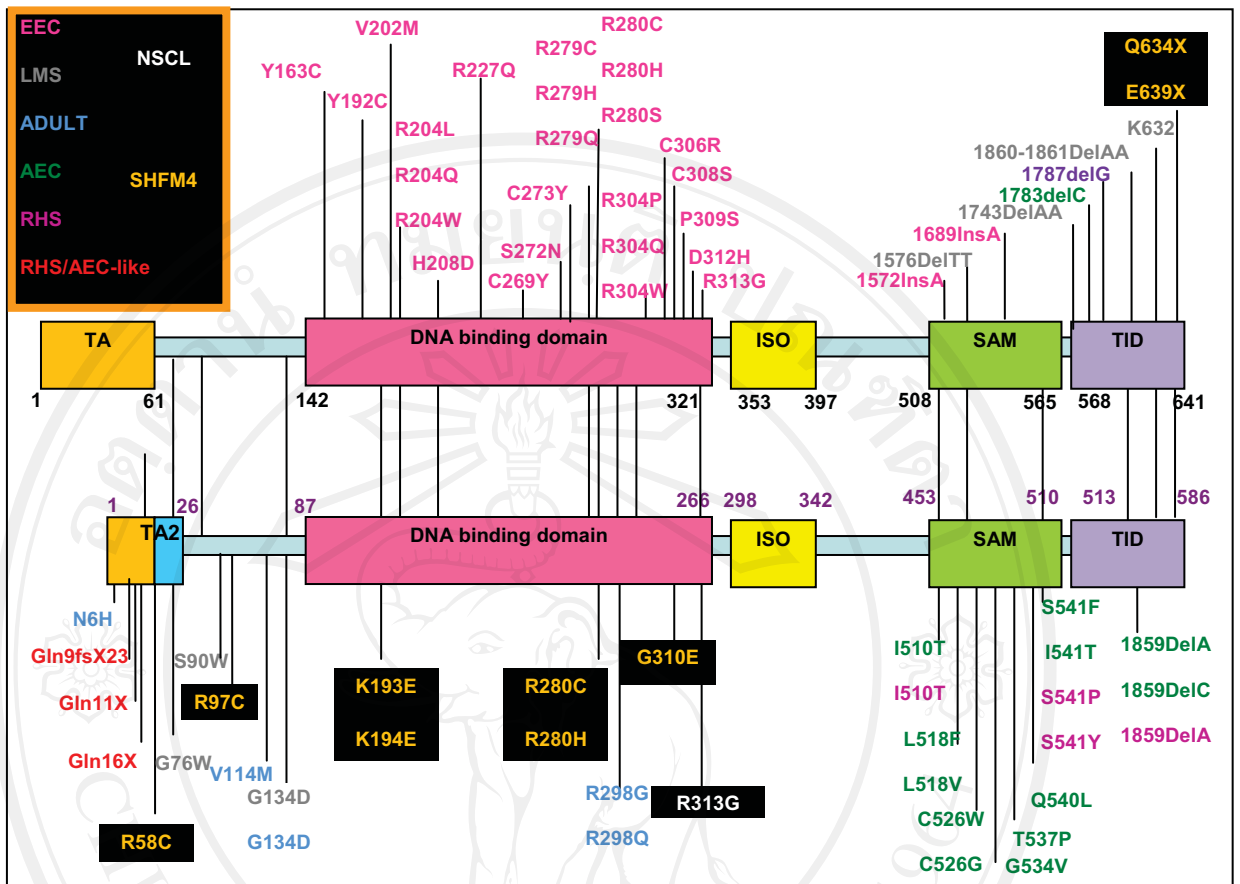 EEC
NSCL
LMS
ADULT
AEC
SHFM4
RHS
RHS/AEC-like
Y163C
Y192C
V202M
R204L
R204Q
R204W
H208D
R227Q
C269Y
S272N
C273Y
R279C
R279H
R279Q
R280C
R280H
R280S
R304P
R304Q
R304W
C306R
C308S
P309S
D312H
R313G
1572InsA
1576DelTT
1689InsA
1743DelAA
1783delC
1787delG
1860-1861DelAA
K632
Q634X
E639X
TA
DNA binding domain
ISO
SAM
TID
1
61
142
321
353
397
508
565
568
641
1
26
87
266
298
342
453
510
513
586
TA2
DNA binding domain
ISO
SAM
TID
N6H
Gln9fsX23
Gln11X
Gln16X
R58C
G76W
S90W
R97C
V114M
G134D
G134D
K193E
K194E
R280C
R280H
R298G
R298Q
G310E
R313G
I510T
I510T
L518F
L518V
C526W
C526G
G534V
T537P
Q540L
S541F
I541T
S541P
S541Y
1859DelA
1859DelC
1859DelA